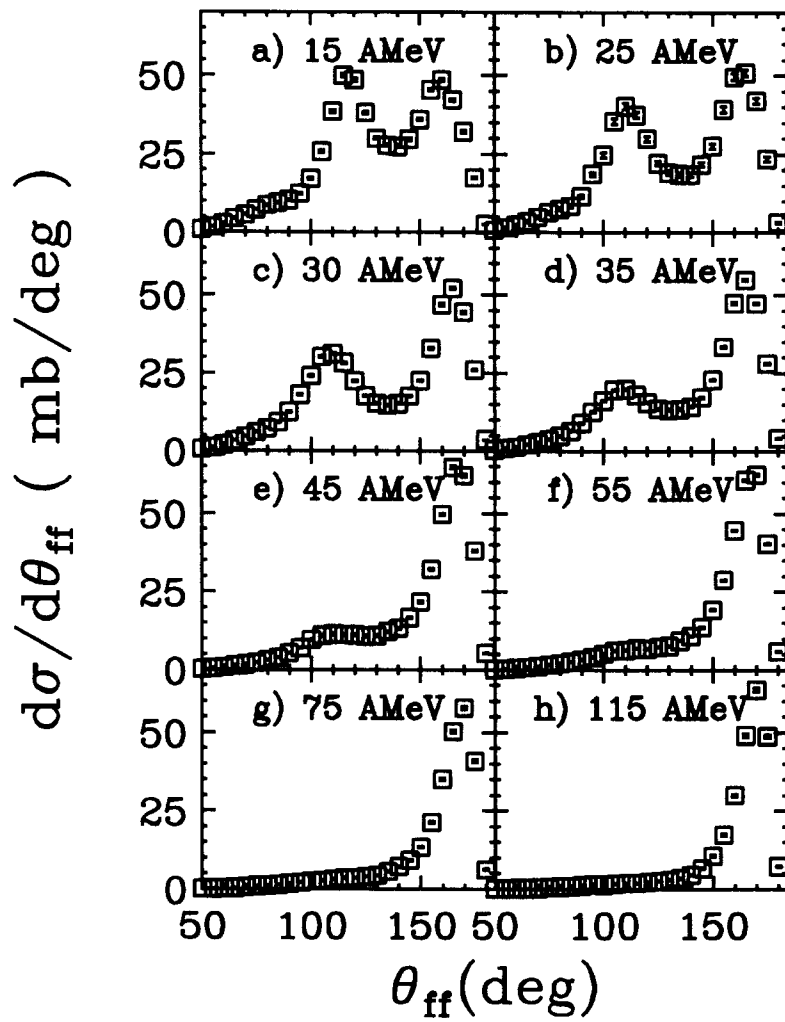 a) 15 AMeV
b) 25 AMeV
50
25
0
c) 30 AMeV
d) 35 AMeV
50
25
0
e) 45 AMeV
f) 55 AMeV
50
25
0
g) 75 AMeV
h) 115 AMeV
50
25
0
50 100 150 50 100 150
θff(deg)
dσ/dθff ( mb/deg )